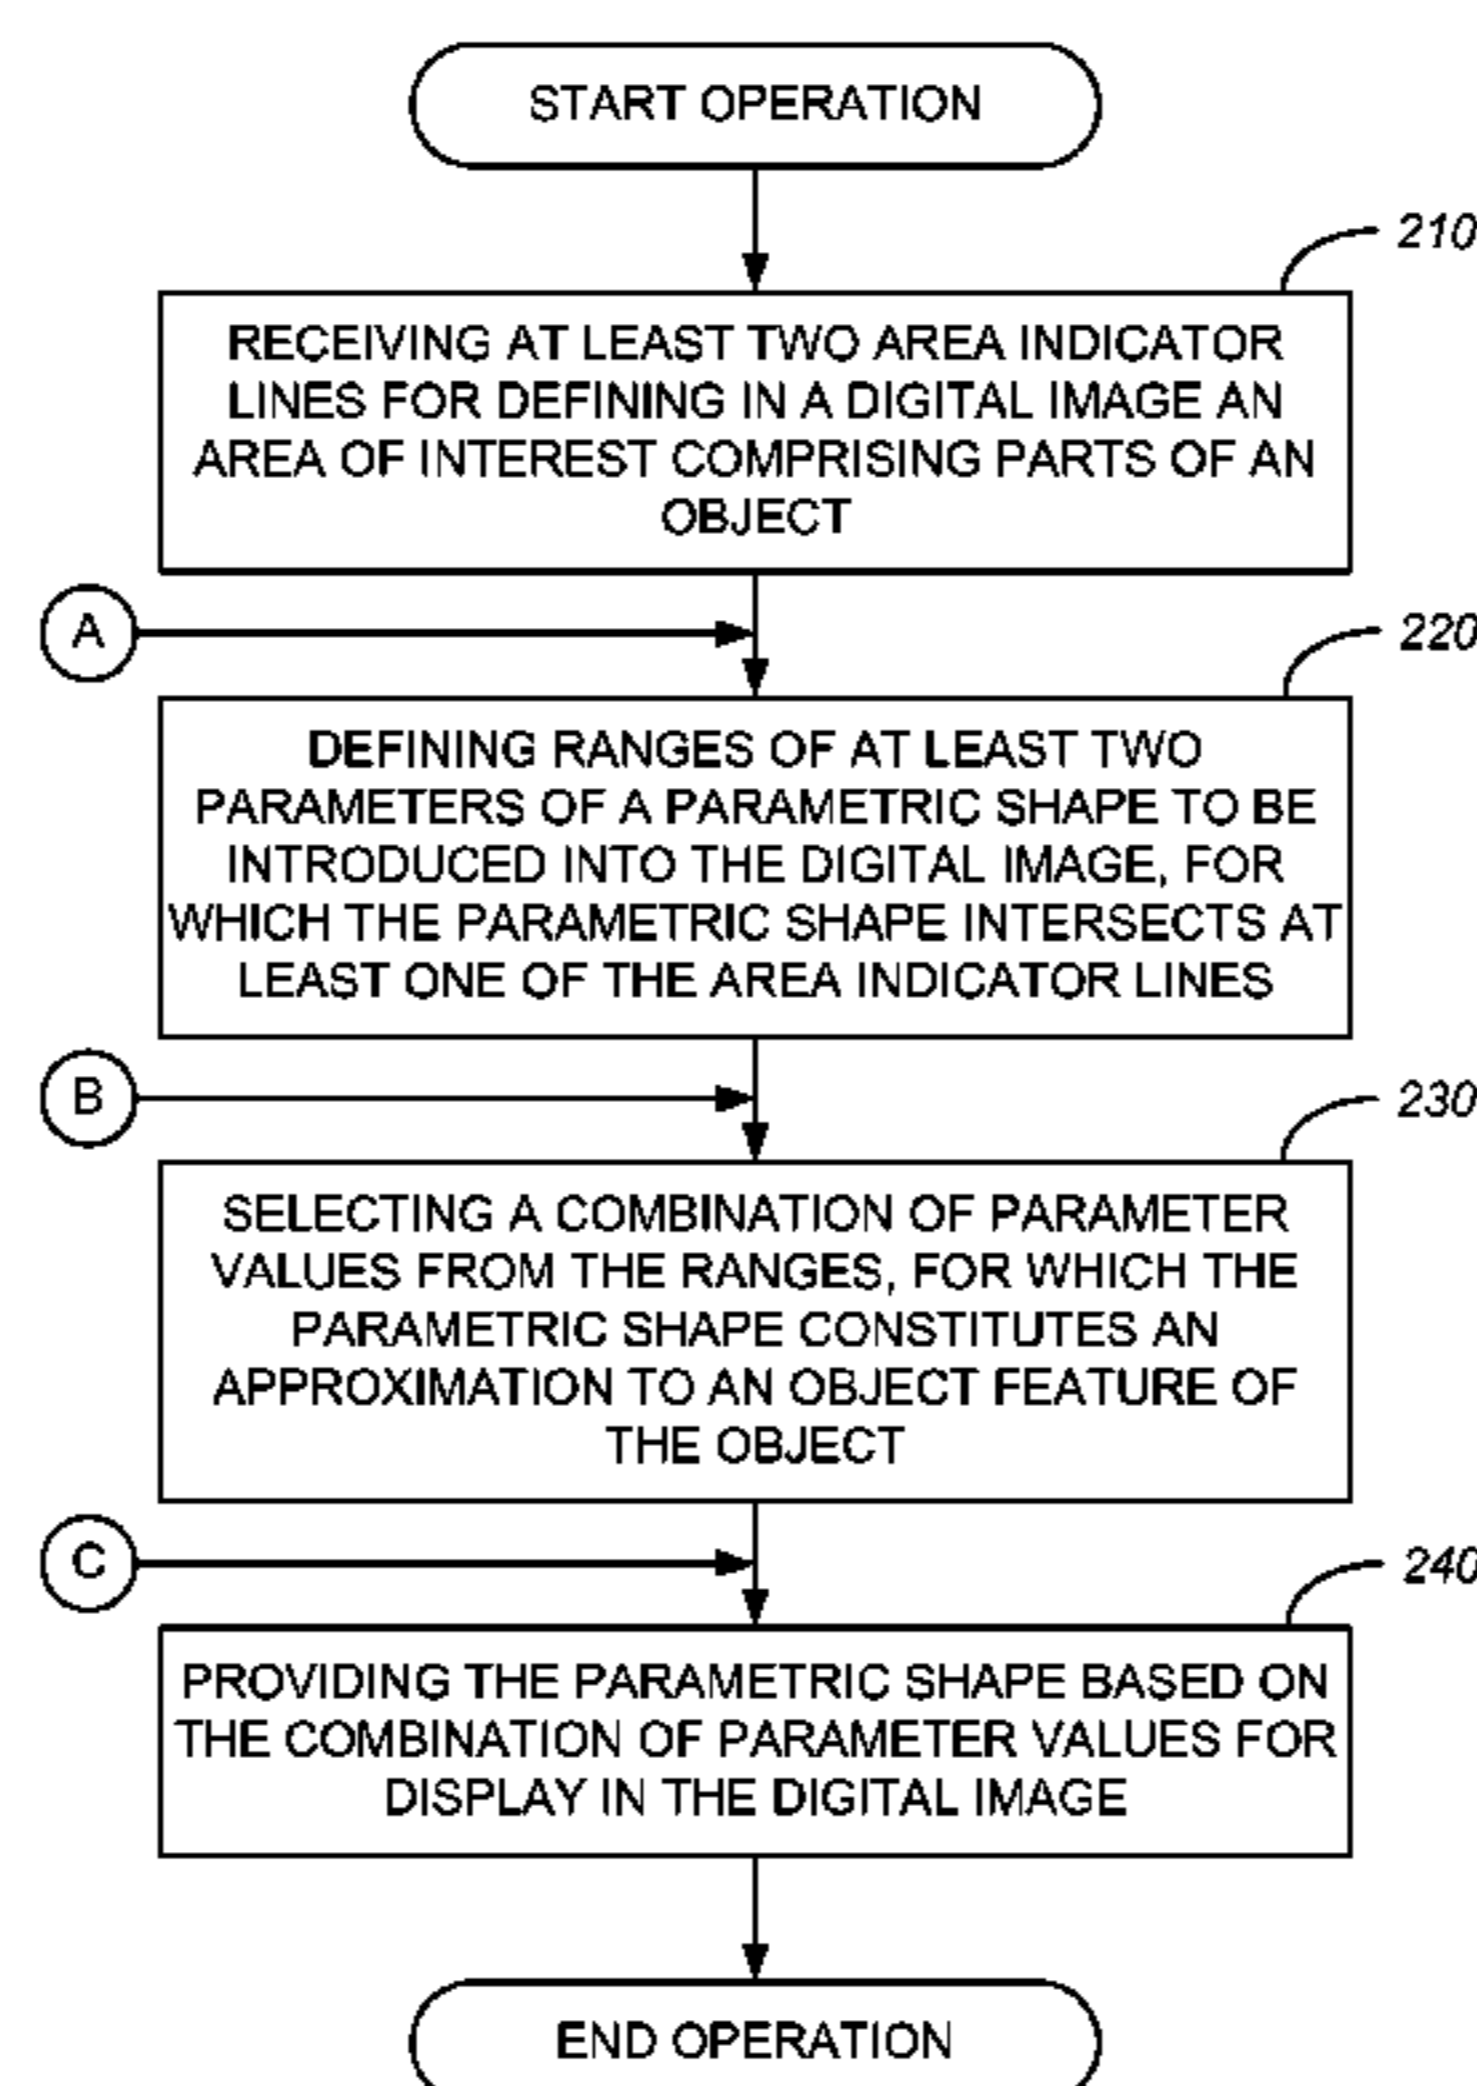 START OPERATION
210
RECEIVING AT LEAST TWO AREA INDICATOR
LINES FOR DEFINING IN A DIGITAL IMAGE AN
AREA OF INTEREST COMPRISING PARTS OF AN
OBJECT
A
220
DEFINING RANGES OF AT LEAST TWO
PARAMETERS OF A PARAMETRIC SHAPE TO BE
INTRODUCED INTO THE DIGITAL IMAGE, FOR
WHICH THE PARAMETRIC SHAPE INTERSECTS AT
LEAST ONE OF THE AREA INDICATOR LINES
B
230
SELECTING A COMBINATION OF PARAMETER
VALUES FROM THE RANGES, FOR WHICH THE
PARAMETRIC SHAPE CONSTITUTES AN
APPROXIMATION TO AN OBJECT FEATURE OF
THE OBJECT
C
240
PROVIDING THE PARAMETRIC SHAPE BASED ON
THE COMBINATION OF PARAMETER VALUES FOR
DISPLAY IN THE DIGITAL IMAGE
END OPERATION